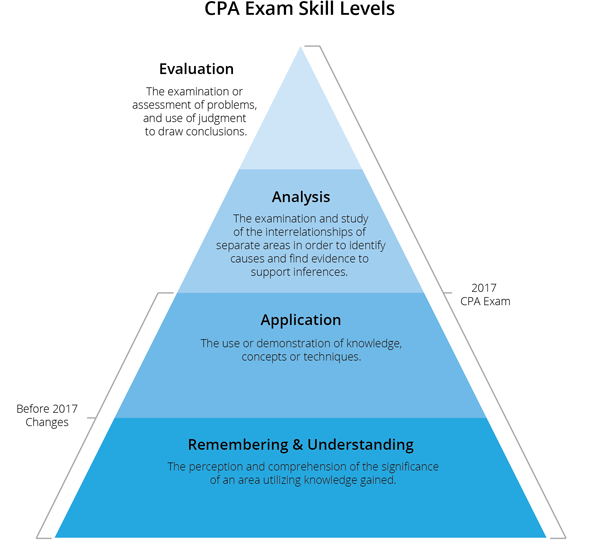 CPA Exam Skill Levels
Evaluation
The examination or
assessment of problems,
and use of judgment
to draw conclusions.
Analysis
The examination and study
of the interrelationships of
separate areas in order to identify
causes and find evidence to
support inferences.
2017
CPA Exam
Application
The use or demonstration of knowledge,
concepts or techniques.
Before 2017
Changes
Remembering & Understanding
The perception and comprehension of the significance
of an area utilizing knowledge gained.